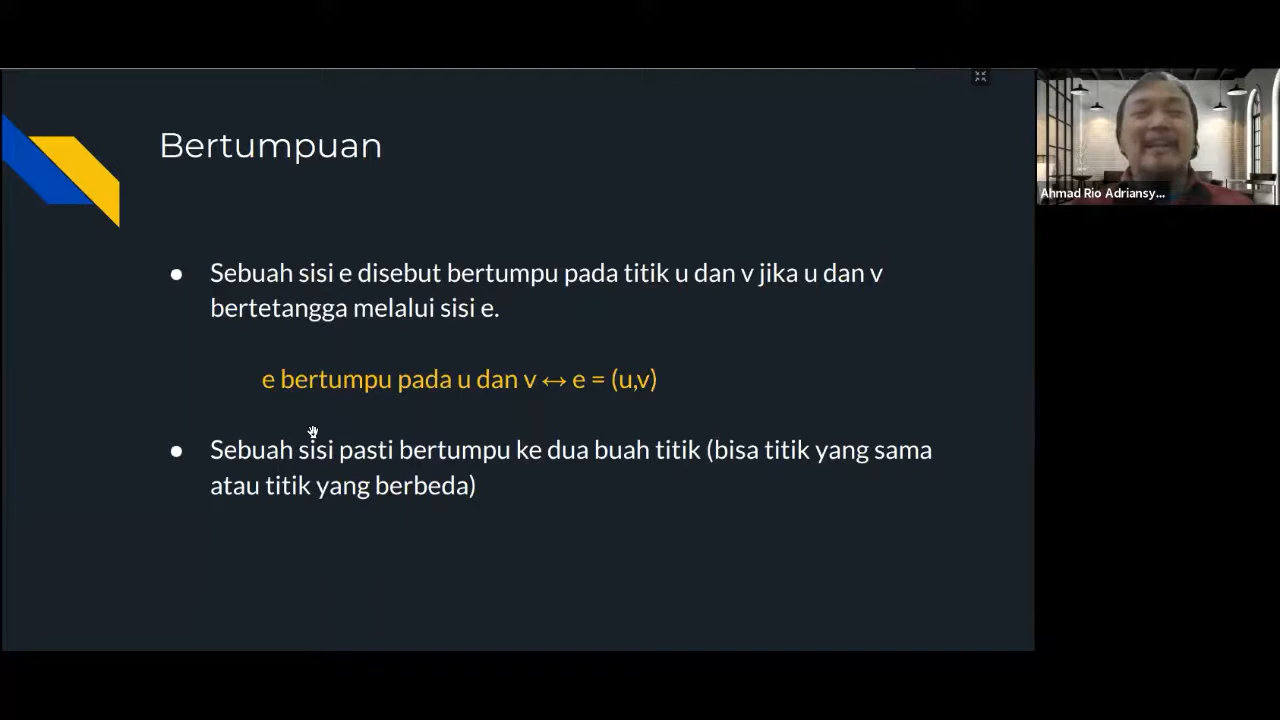 Bertumpuan
Ahmad Rio Adriansy...
● Sebuah sisi e disebut bertumpu pada titik u dan v jika u dan v
bertetangga melalui sisi e.
e bertumpu pada u dan v ↔ e = (u,v)
● Sebuah sisi pasti bertumpu ke dua buah titik (bisa titik yang sama
atau titik yang berbeda)